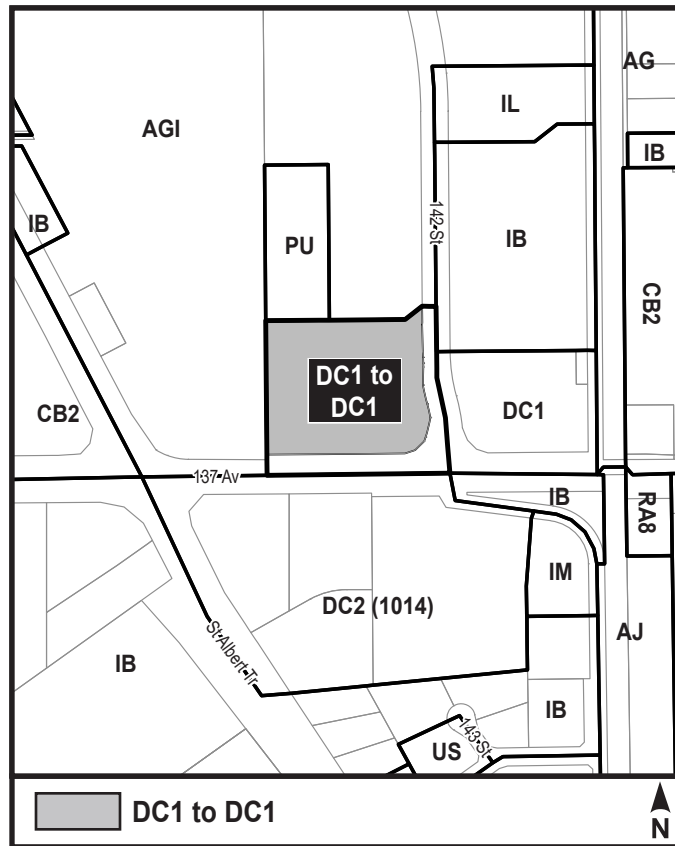 AG
IL
AGI
IB
IB
142 St
IB
PU
CB2
DC1 to
DC1
DC1
CB2
137 Av
IB
RA8
IM
DC2 (1014)
AJ
St Albert Tr
IB
IB
143 St
US
DC1 to DC1
N